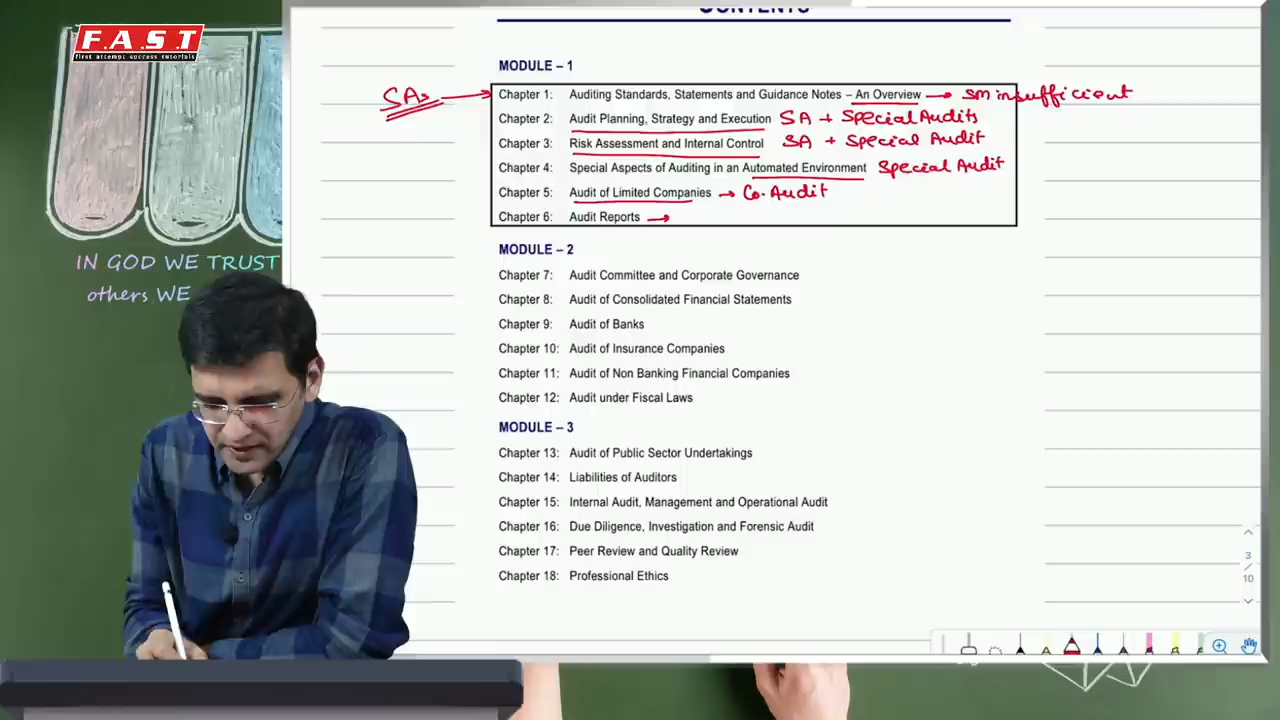 F.A.S.T
first attempt success tutorials
IN GOD WE TRUST
others WE
CONTENTS
MODULE – 1
SAs → Chapter 1: Auditing Standards, Statements and Guidance Notes – An Overview → SM insufficient
Chapter 2: Audit Planning, Strategy and Execution SA + Special Audits
Chapter 3: Risk Assessment and Internal Control SA + Special Audit
Chapter 4: Special Aspects of Auditing in an Automated Environment Special Audit
Chapter 5: Audit of Limited Companies → Co. Audit
Chapter 6: Audit Reports →
MODULE – 2
Chapter 7: Audit Committee and Corporate Governance
Chapter 8: Audit of Consolidated Financial Statements
Chapter 9: Audit of Banks
Chapter 10: Audit of Insurance Companies
Chapter 11: Audit of Non Banking Financial Companies
Chapter 12: Audit under Fiscal Laws
MODULE – 3
Chapter 13: Audit of Public Sector Undertakings
Chapter 14: Liabilities of Auditors
Chapter 15: Internal Audit, Management and Operational Audit
Chapter 16: Due Diligence, Investigation and Forensic Audit
Chapter 17: Peer Review and Quality Review
Chapter 18: Professional Ethics
3
/
10